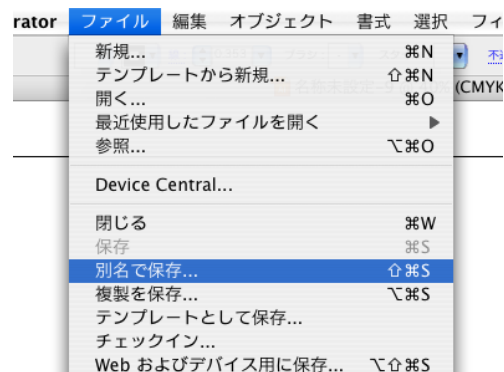 rator ファイル 編集 オブジェクト 書式 選択 フィ
新規... ⌘N
テンプレートから新規... ⇧⌘N
開く... ⌘O
(CMYK
最近使用したファイルを開く ▶
参照... ⌥⌘O
Device Central...
閉じる ⌘W
保存 ⌘S
別名で保存... ⇧⌘S
複製を保存... ⌥⌘S
テンプレートとして保存...
チェックイン...
Web およびデバイス用に保存... ⌥⇧⌘S